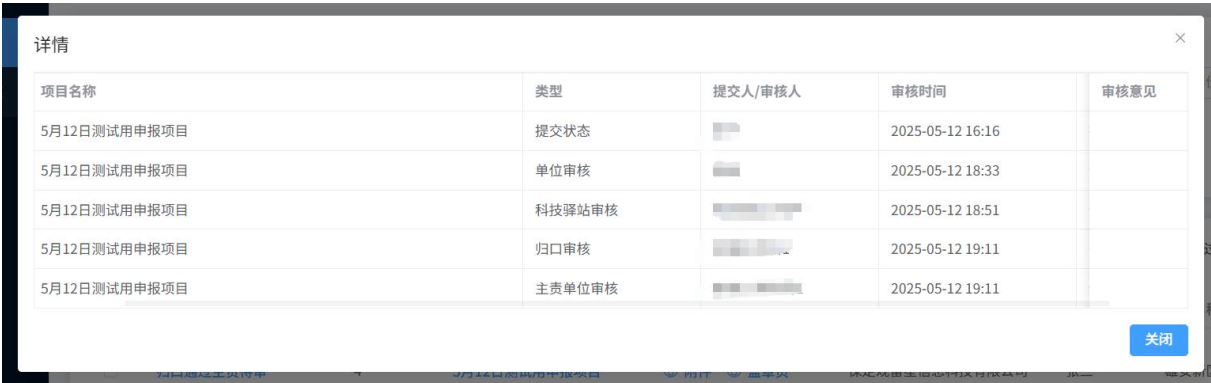 详情
项目名称 类型 提交人/审核人 审核时间 审核意见
5月12日测试用申报项目 提交状态 2025-05-12 16:16
5月12日测试用申报项目 单位审核 2025-05-12 18:33
5月12日测试用申报项目 科技驿站审核 2025-05-12 18:51
5月12日测试用申报项目 归口审核 2025-05-12 19:11
5月12日测试用申报项目 主责单位审核 2025-05-12 19:11
关闭